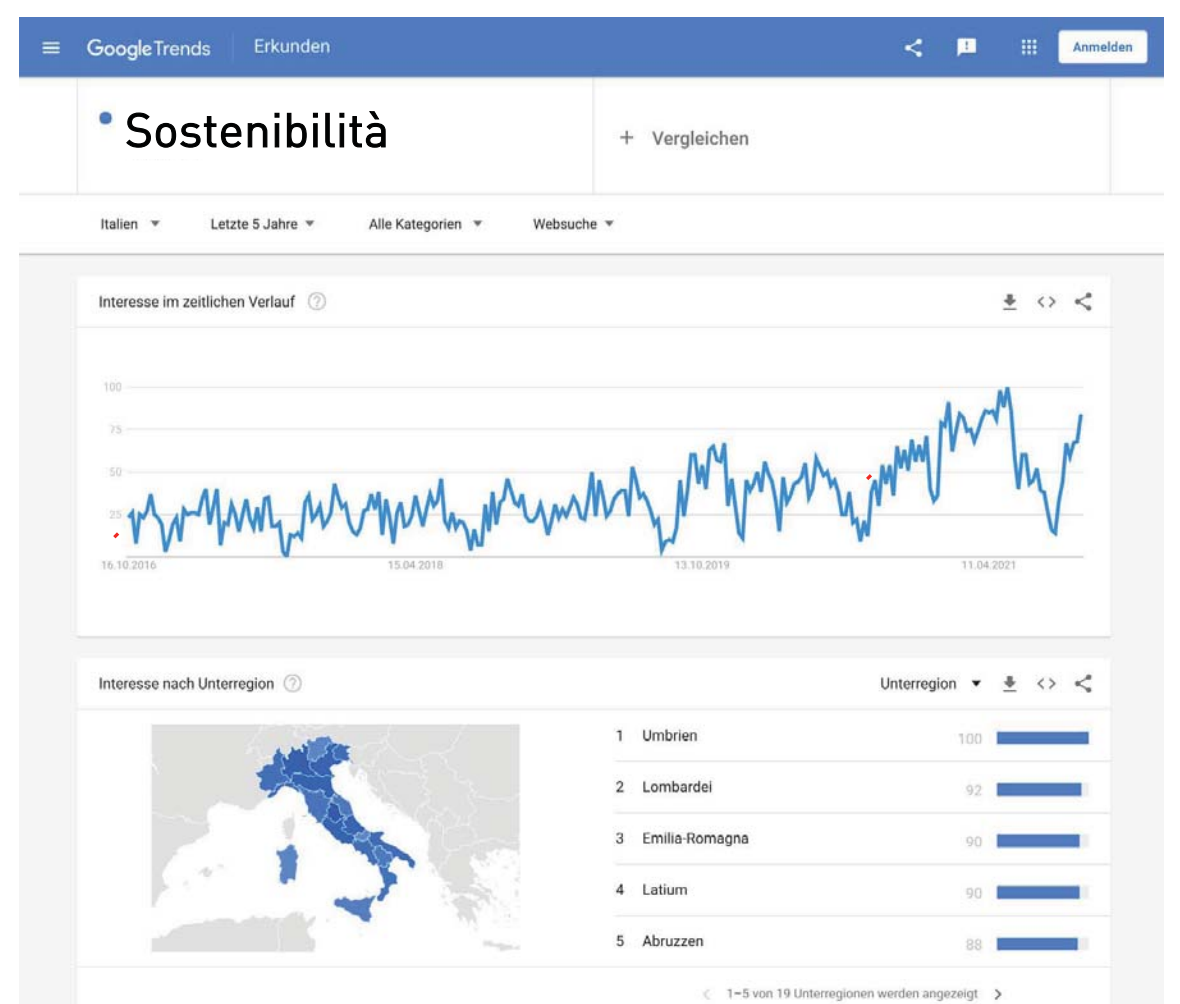 Google Trends Erkunden Anmelden
Sostenibilità
+ Vergleichen
Italien Letzte 5 Jahre Alle Kategorien Websuche
Interesse im zeitlichen Verlauf
100
75
50
25
16.10.2016 15.04.2018 13.10.2019 11.04.2021
Interesse nach Unterregion Unterregion
1 Umbrien 100
2 Lombardei 92
3 Emilia-Romagna 90
4 Latium 90
5 Abruzzen 88
1–5 von 19 Unterregionen werden angezeigt